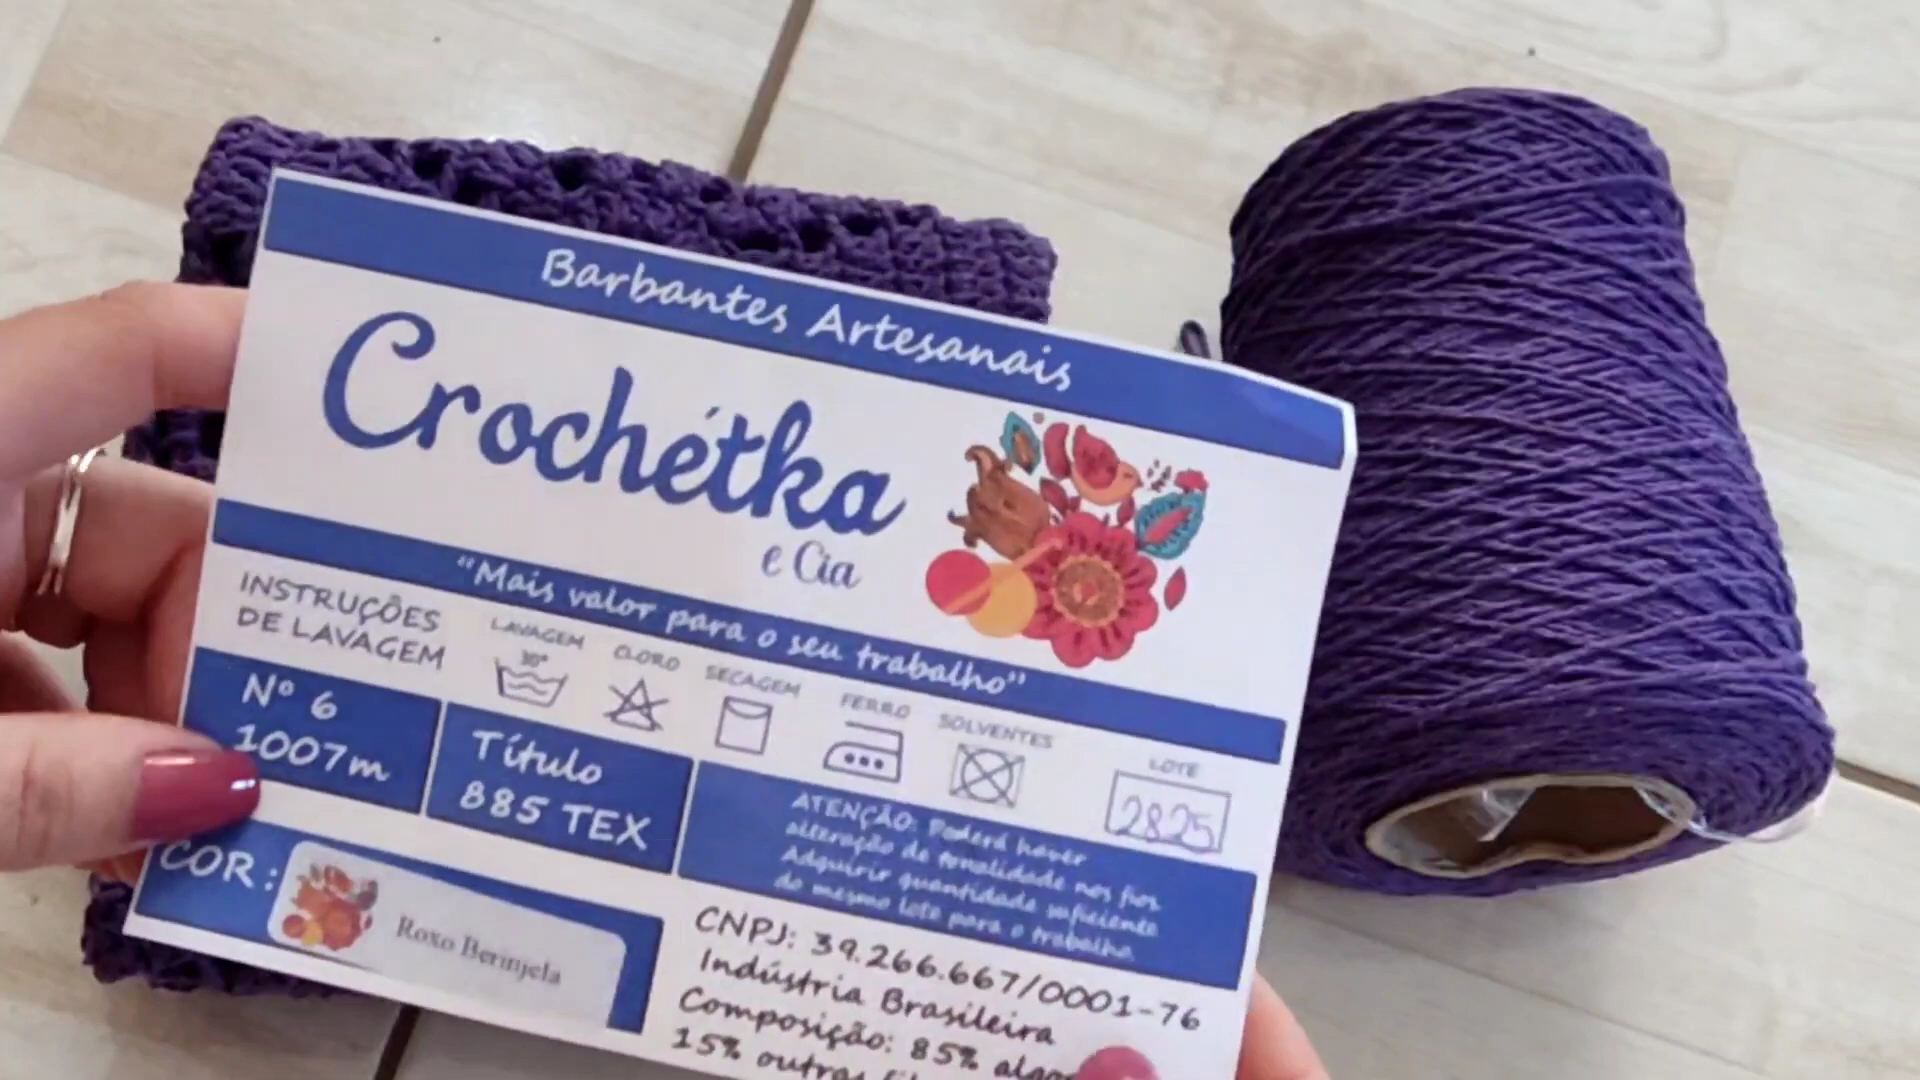 Barbantes Artesanais
Crochétka
e Cia
"Mais valor para o seu trabalho"
INSTRUÇÕES
DE LAVAGEM
LAVAGEM
30°
CLORO
SECAGEM
FERRO
SOLVENTES
LOTE
2825
Nº 6
1007m
Título
885 TEX
ATENÇÃO: Poderá haver
alteração de tonalidade nos fios.
Adquirir quantidade suficiente
do mesmo lote para o trabalho.
COR:
Roxo Berinjela
CNPJ: 39.266.667/0001-76
Indústria Brasileira
Composição: 85%
15% outras